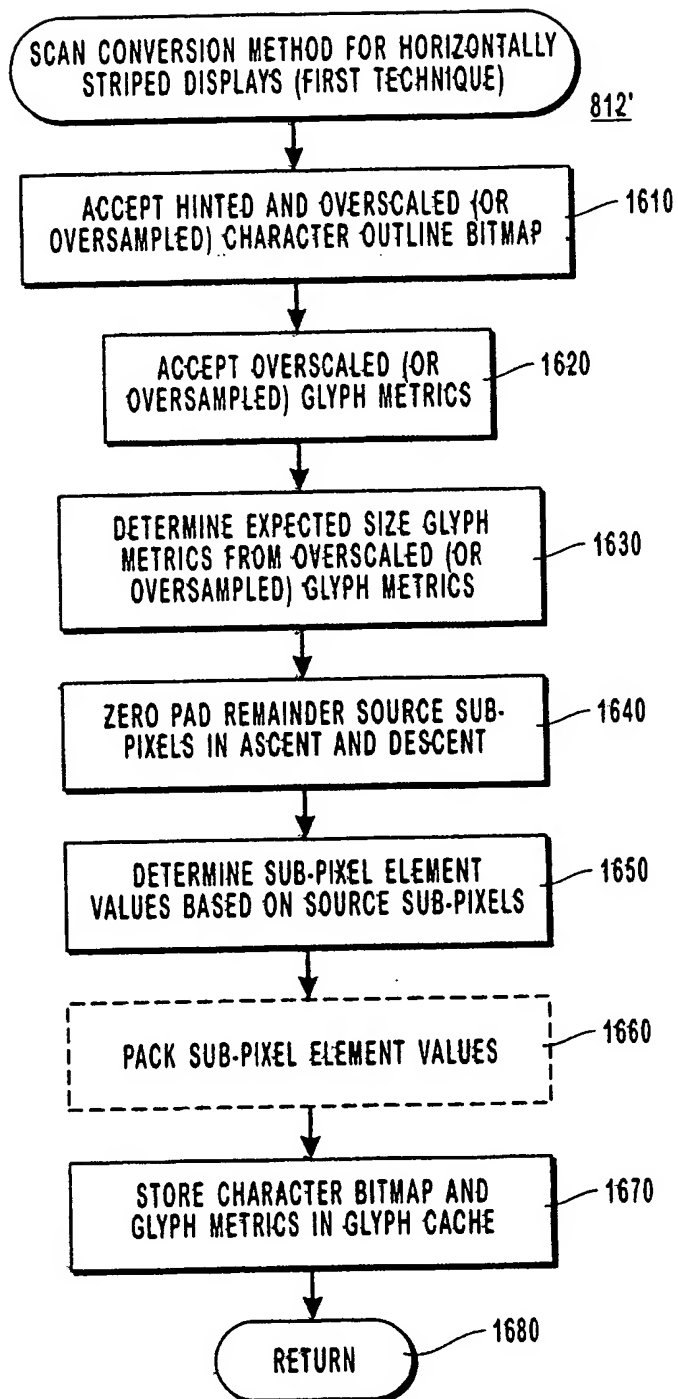 SCAN CONVERSION METHOD FOR HORIZONTALLY
STRIPED DISPLAYS (FIRST TECHNIQUE)
812'
ACCEPT HINTED AND OVERSCALED (OR
OVERSAMPLED) CHARACTER OUTLINE BITMAP
1610
ACCEPT OVERSCALED (OR
OVERSAMPLED) GLYPH METRICS
1620
DETERMINE EXPECTED SIZE GLYPH
METRICS FROM OVERSCALED (OR
OVERSAMPLED) GLYPH METRICS
1630
ZERO PAD REMAINDER SOURCE SUB-
PIXELS IN ASCENT AND DESCENT
1640
DETERMINE SUB-PIXEL ELEMENT
VALUES BASED ON SOURCE SUB-PIXELS
1650
PACK SUB-PIXEL ELEMENT VALUES
1660
STORE CHARACTER BITMAP AND
GLYPH METRICS IN GLYPH CACHE
1670
RETURN
1680